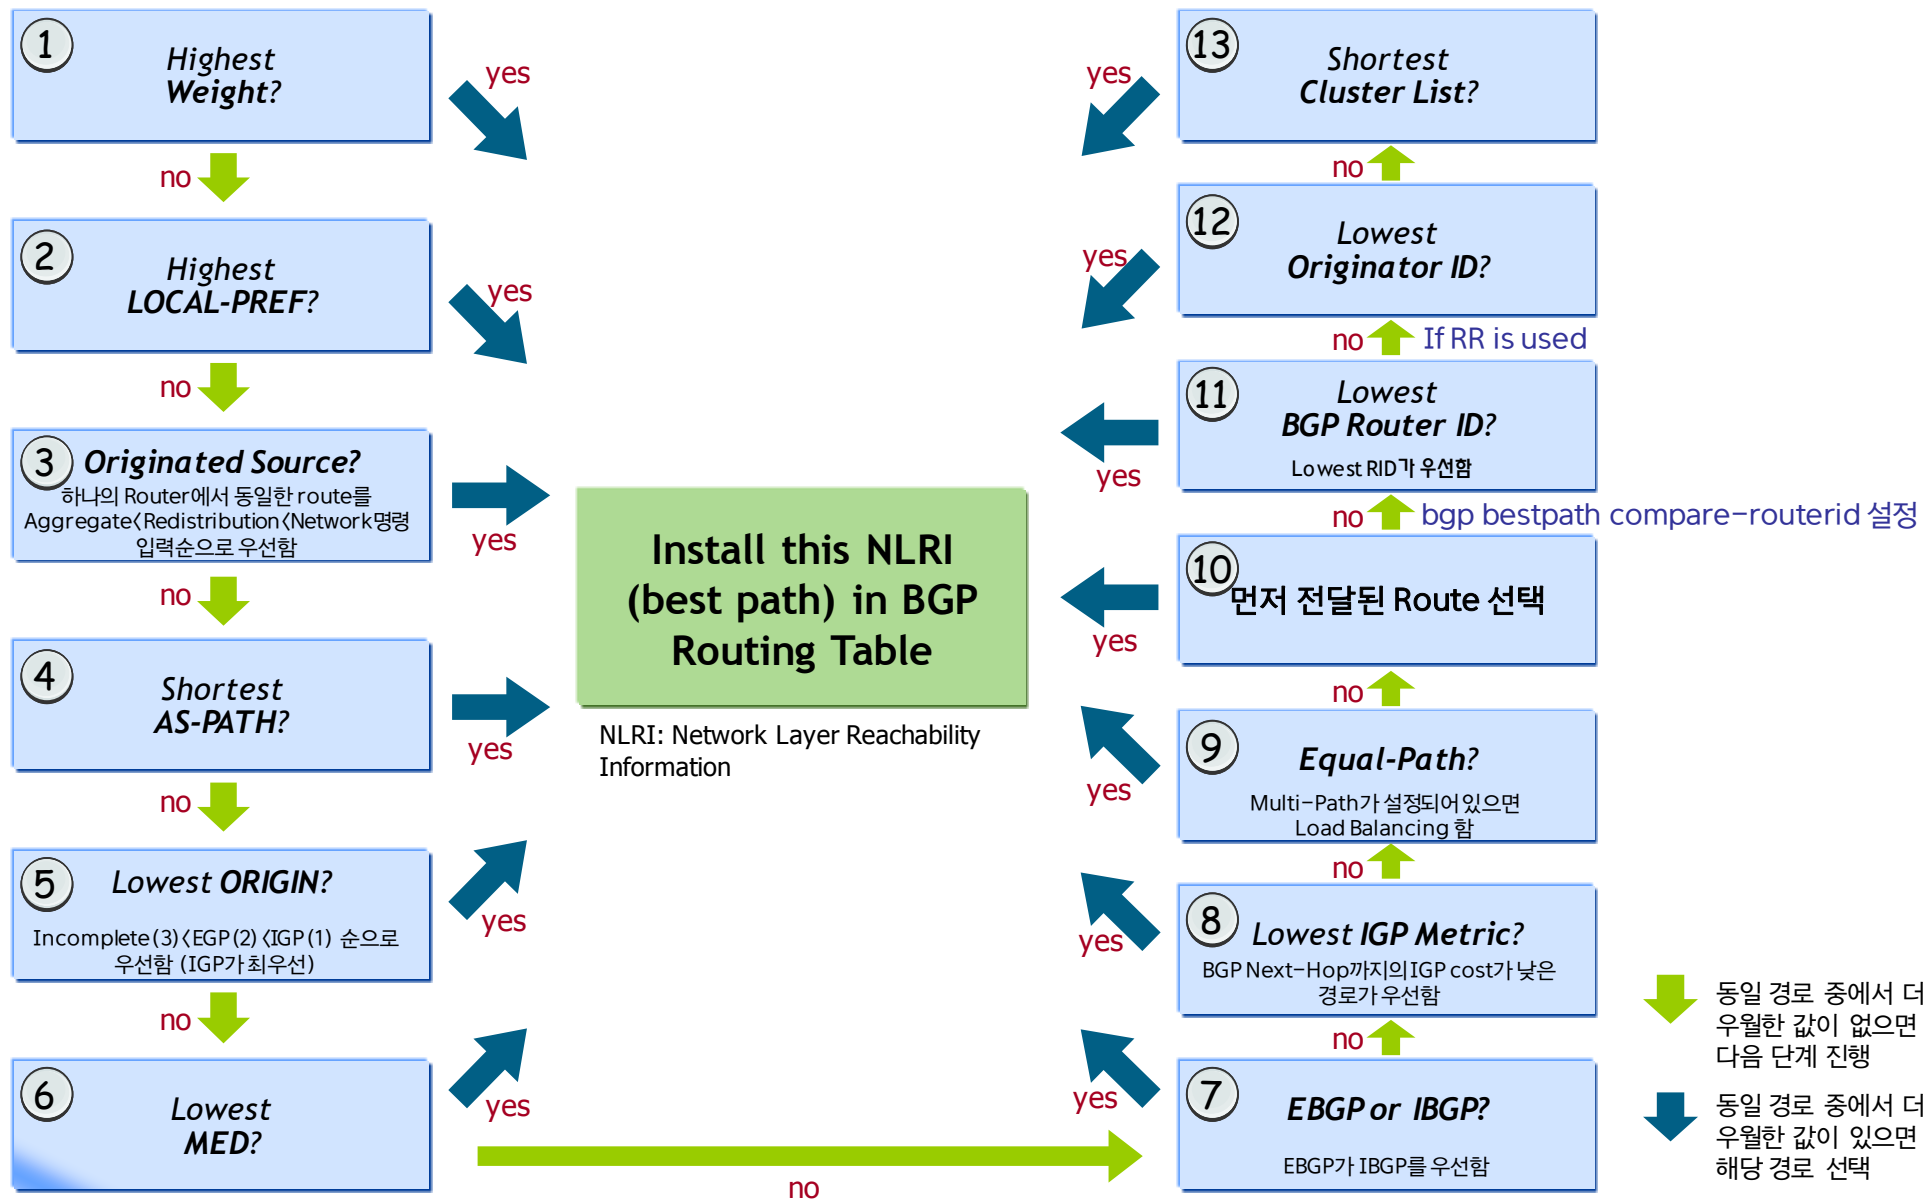 1
Highest
Weight?
yes
no
2
Highest
LOCAL-PREF?
yes
no
3
Originated Source?
하나의 Router에서 동일한 route를
Aggregate<Redistribution<Network명령
입력순으로 우선함
yes
no
4
Shortest
AS-PATH?
yes
no
5
Lowest ORIGIN?
Incomplete(3)<EGP(2)<IGP(1) 순으로
우선함 (IGP가 최우선)
yes
no
6
Lowest
MED?
yes
no
Install this NLRI
(best path) in BGP
Routing Table
NLRI: Network Layer Reachability
Information
7
EBGP or IBGP?
EBGP가 IBGP를 우선함
yes
no
8
Lowest IGP Metric?
BGP Next-Hop까지의IGP cost가 낮은
경로가 우선함
yes
no
9
Equal-Path?
Multi-Path가 설정되어있으면
Load Balancing 함
yes
no
10
먼저 전달된 Route 선택
yes
no
bgp bestpath compare-routerid 설정
11
Lowest
BGP Router ID?
Lowest RID가 우선함
yes
no
If RR is used
12
Lowest
Originator ID?
yes
no
13
Shortest
Cluster List?
yes
동일 경로 중에서 더
우월한 값이 없으면
다음 단계 진행
동일 경로 중에서 더
우월한 값이 있으면
해당 경로 선택